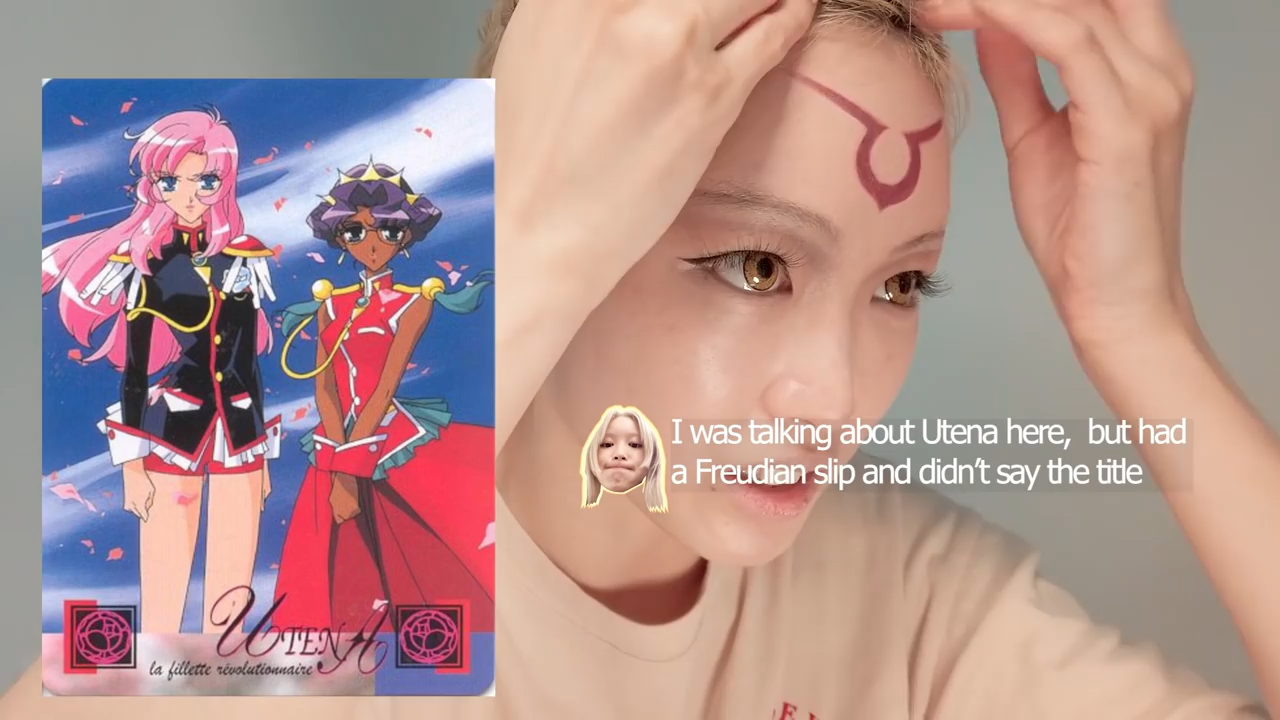 UTENA
la fillette révolutionnaire
I was talking about Utena here, but had
a Freudian slip and didn't say the title